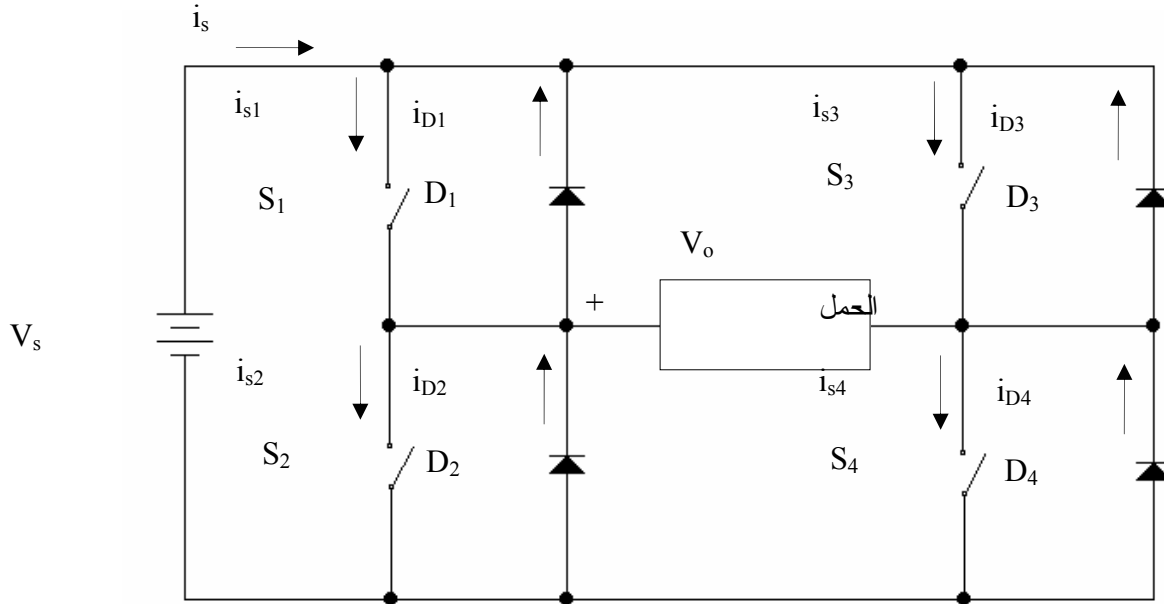 i_s
i_s1 i_D1 i_s3 i_D3
S_1 D_1 S_3 D_3
V_o
+ الحمل
V_s
i_s2 i_D2 i_s4 i_D4
S_2 D_2 S_4 D_4